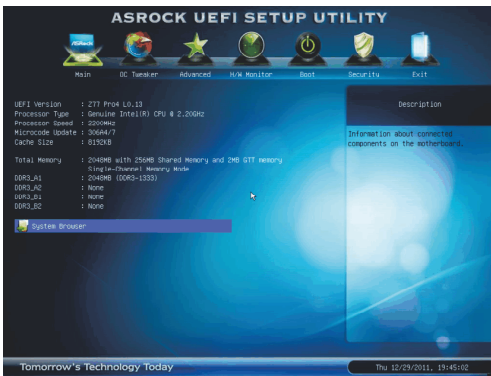 ASROCK UEFI SETUP UTILITY
ASRock
Main OC Tweaker Advanced H/W Monitor Boot Security Exit
UEFI Version : Z77 Pro4 L0.13
Processor Type : Genuine Intel(R) CPU @ 2.20GHz
Processor Speed : 2200MHz
Microcode Update : 306A4/7
Cache Size : 8192KB
Total Memory : 2048MB with 256MB Shared Memory and 2MB GTT memory
Single-Channel Memory Mode
DDR3_A1 : 2048MB (DDR3-1333)
DDR3_A2 : None
DDR3_B1 : None
DDR3_B2 : None
System Browser
Description
Information about connected
components on the motherboard.
Tomorrow's Technology Today
Thu 12/29/2011, 19:45:02